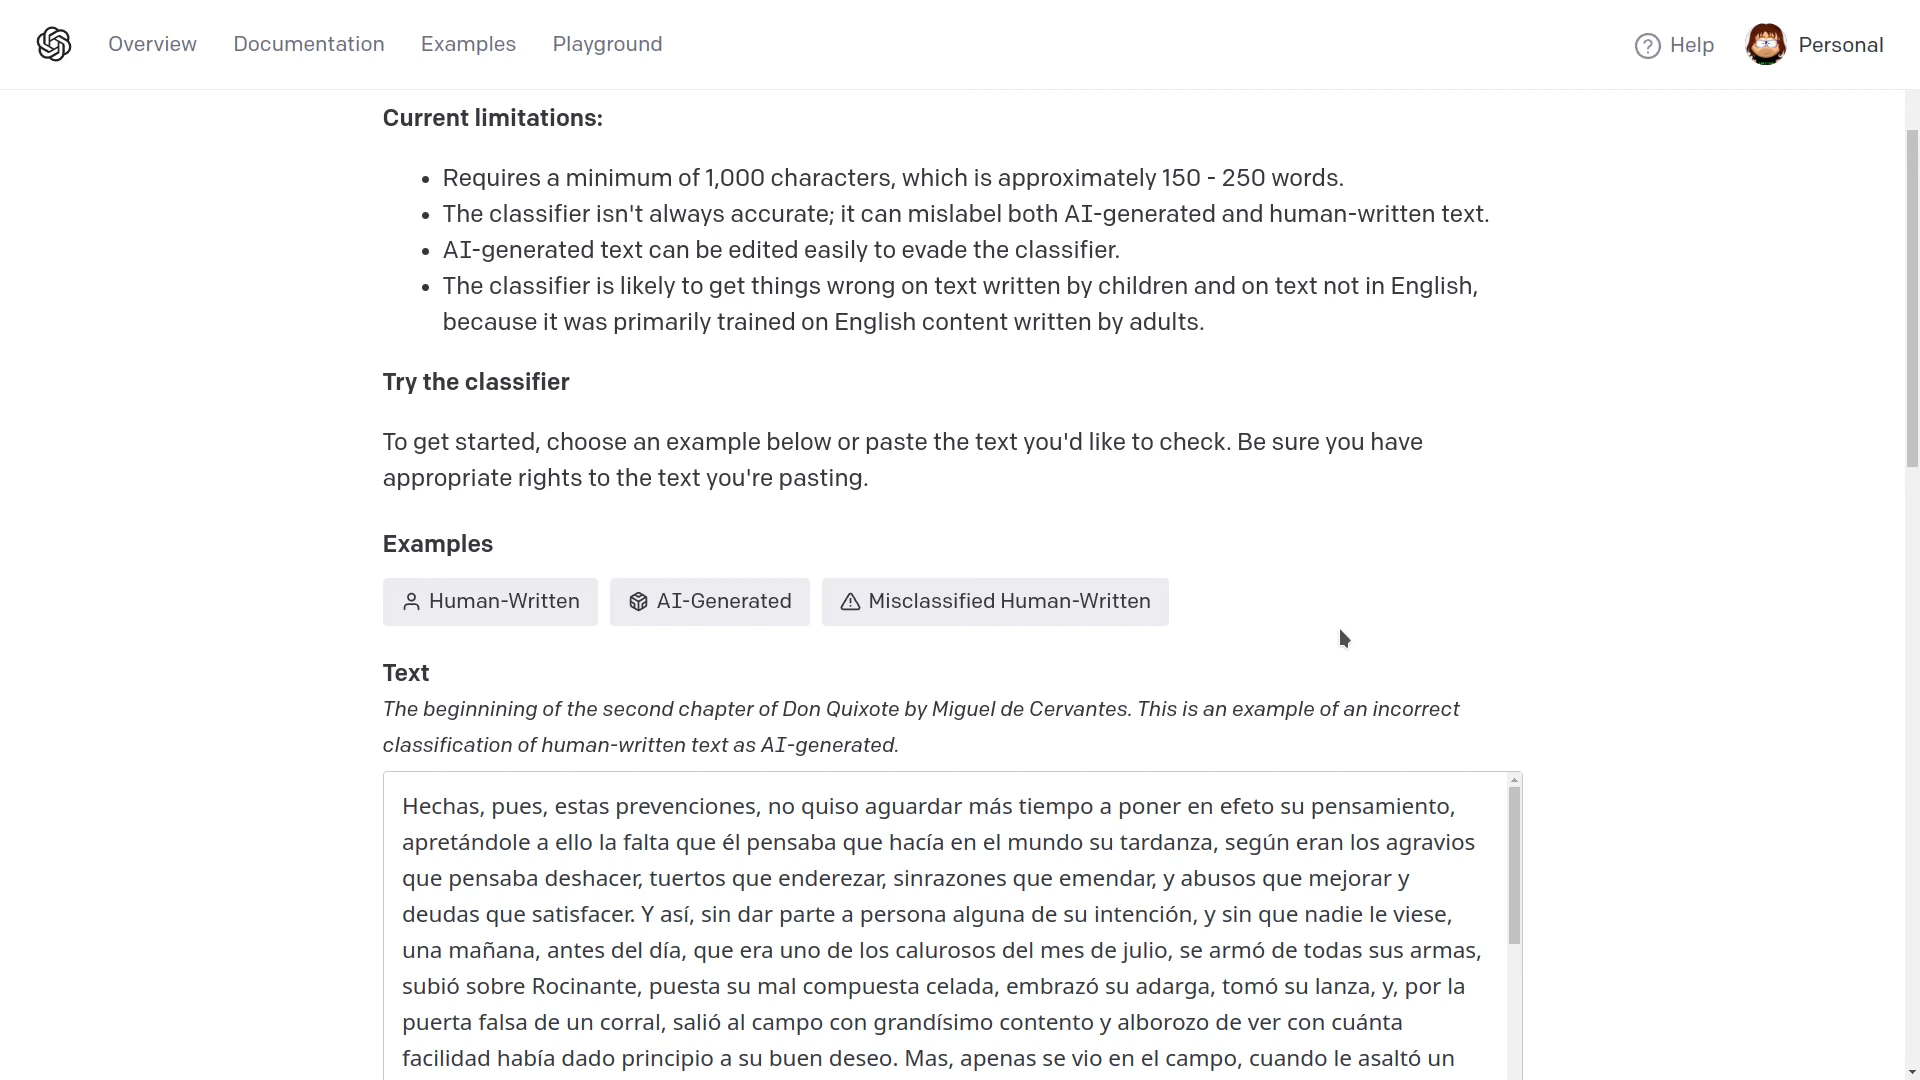 Overview Documentation Examples Playground Help Personal
Current limitations:
• Requires a minimum of 1,000 characters, which is approximately 150 - 250 words.
• The classifier isn't always accurate; it can mislabel both AI-generated and human-written text.
• AI-generated text can be edited easily to evade the classifier.
• The classifier is likely to get things wrong on text written by children and on text not in English,
because it was primarily trained on English content written by adults.
Try the classifier
To get started, choose an example below or paste the text you'd like to check. Be sure you have
appropriate rights to the text you're pasting.
Examples
Human-Written AI-Generated Misclassified Human-Written
Text
The beginnining of the second chapter of Don Quixote by Miguel de Cervantes. This is an example of an incorrect
classification of human-written text as AI-generated.
Hechas, pues, estas prevenciones, no quiso aguardar más tiempo a poner en efeto su pensamiento,
apretándole a ello la falta que él pensaba que hacía en el mundo su tardanza, según eran los agravios
que pensaba deshacer, tuertos que enderezar, sinrazones que emendar, y abusos que mejorar y
deudas que satisfacer. Y así, sin dar parte a persona alguna de su intención, y sin que nadie le viese,
una mañana, antes del día, que era uno de los calurosos del mes de julio, se armó de todas sus armas,
subió sobre Rocinante, puesta su mal compuesta celada, embrazó su adarga, tomó su lanza, y, por la
puerta falsa de un corral, salió al campo con grandísimo contento y alborozo de ver con cuánta
facilidad había dado principio a su buen deseo. Mas, apenas se vio en el campo, cuando le asaltó un